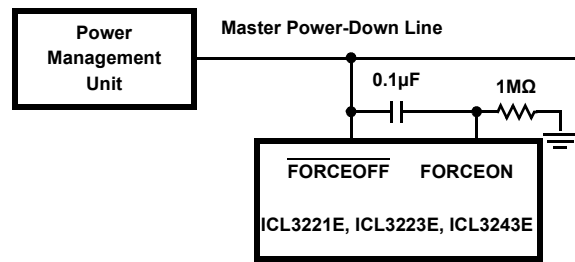 Power
Management
Unit
Master Power-Down Line
0.1μF
1MΩ
FORCEOFF FORCEON
ICL3221E, ICL3223E, ICL3243E